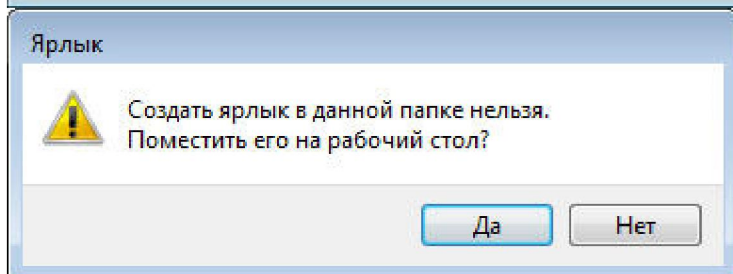 Ярлык
Создать ярлык в данной папке нельзя.
Поместить его на рабочий стол?
Да
Нет